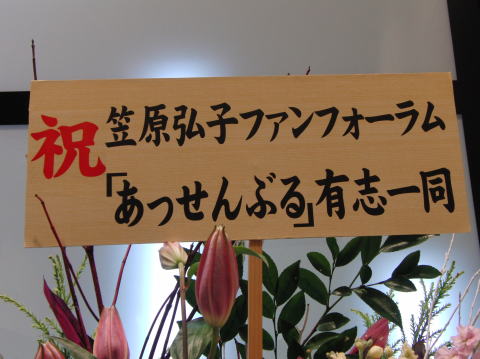 祝
笠原弘子ファンフォーラム
「あっせんぶる」有志一同